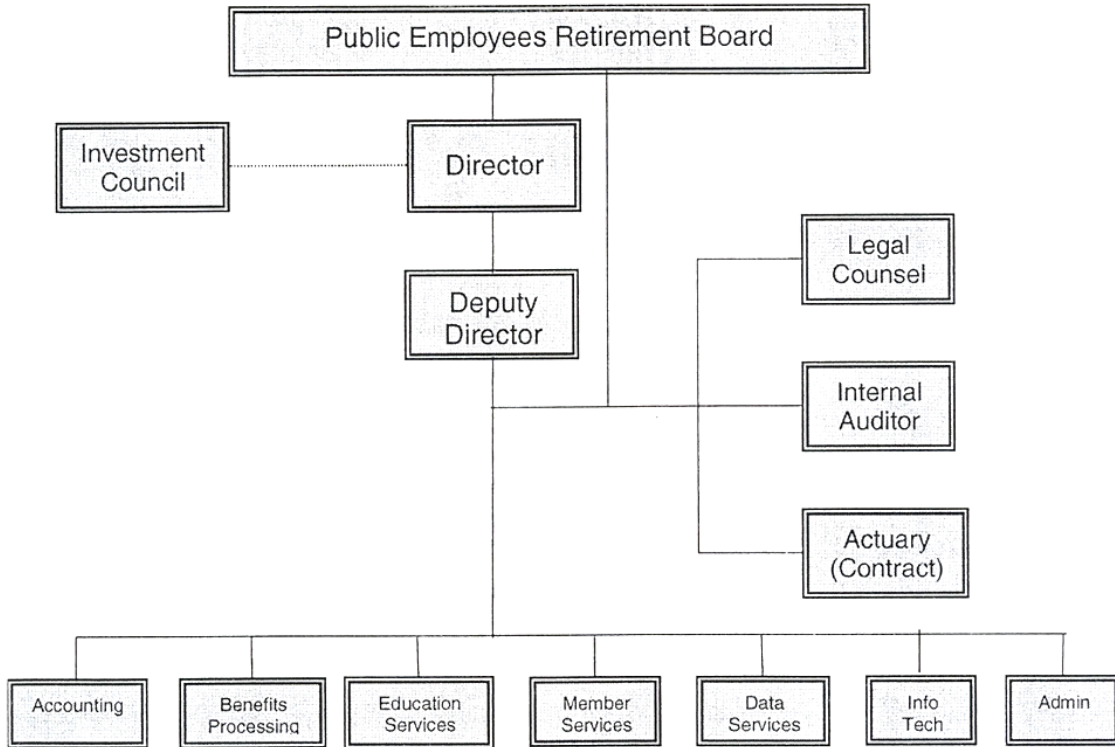 Public Employees Retirement Board
Investment
Council
Director
Deputy
Director
Legal
Counsel
Internal
Auditor
Actuary
(Contract)
Accounting
Benefits
Processing
Education
Services
Member
Services
Data
Services
Info
Tech
Admin